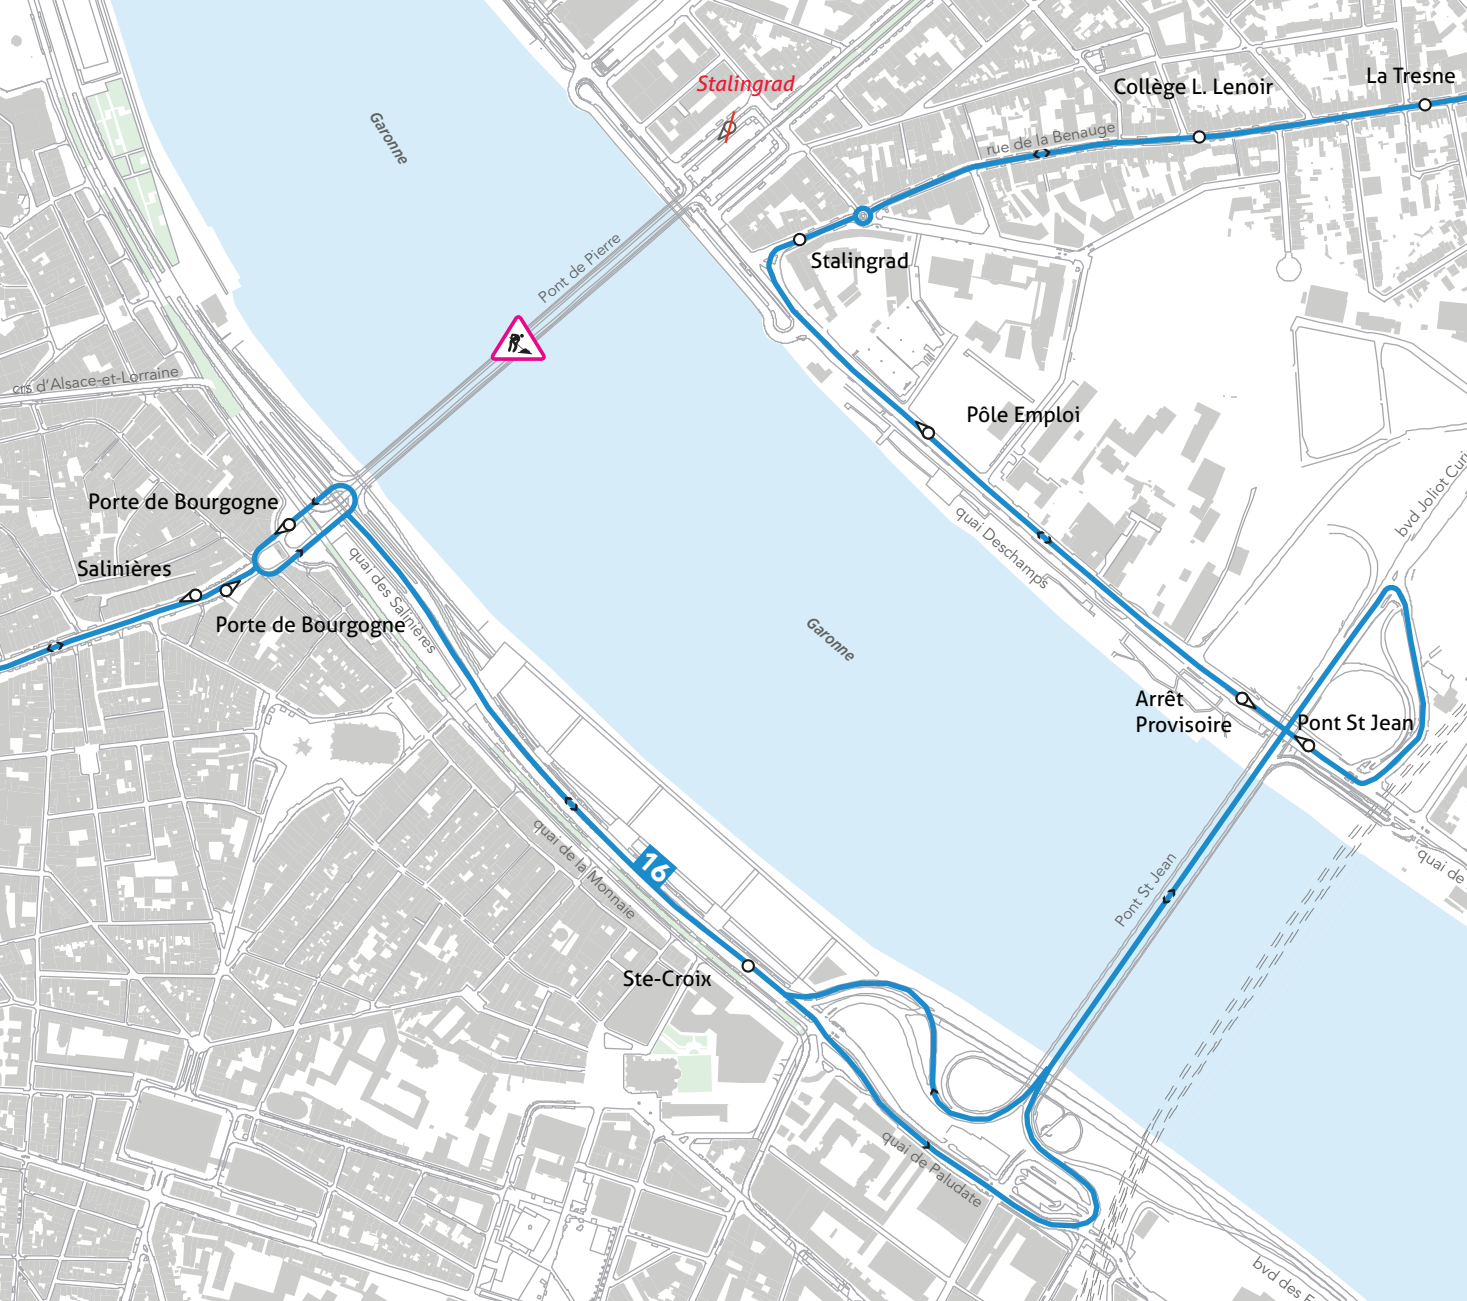 La Tresne
Stalingrad
Collège L. Lenoir
Garonne
rue de la Benauge
Stalingrad
Pont de Pierre
crs d'Alsace-et-Lorraine
Pôle Emploi
bvd Joliot Curi
Porte de Bourgogne
quai Deschamps
Salinières
quai des Salinières
Porte de Bourgogne
Garonne
Arrêt
Provisoire
Pont St Jean
16
quai de la Monnaie
quai de
Pont St Jean
Ste-Croix
quai de Paludate
bvd des